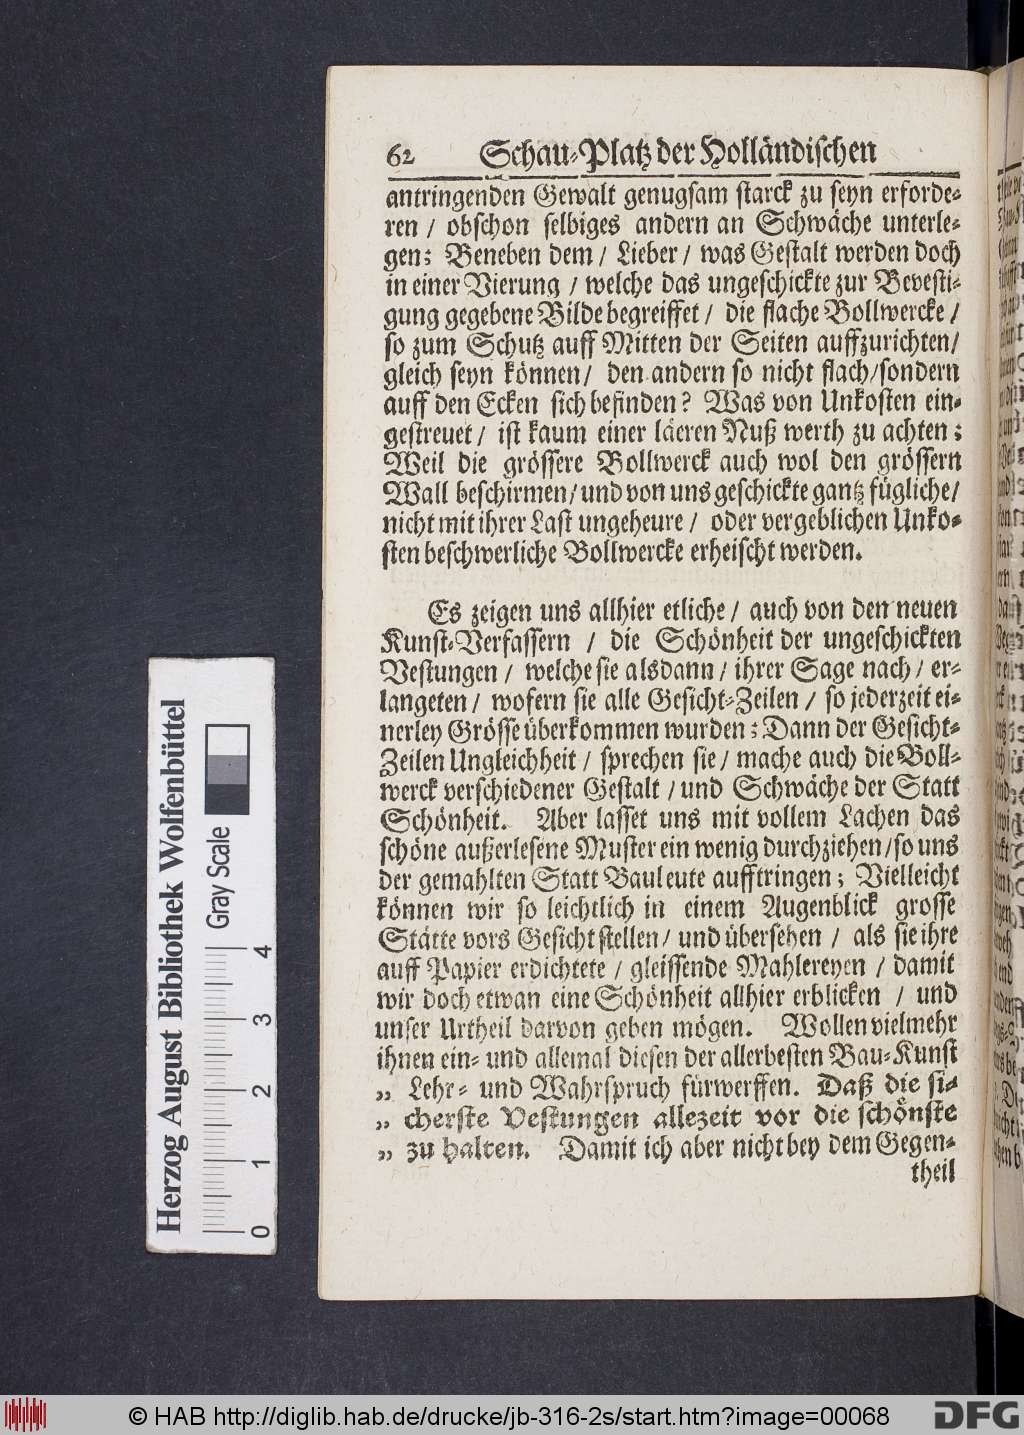 62 Schau-Platz der Holländischen
antringenden Gewalt genugsam starck zu seyn erforde-
ren / obschon selbiges andern an Schwäche unterle-
gen; Beneben dem / Lieber / was Gestalt werden doch
in einer Vierung / welche das ungeschickte zur Bevesti-
gung gegebene Bilde begreiffet / die flache Bollwercke /
so zum Schutz auff Mitten der Seiten auffzurichten /
gleich seyn können / den andern so nicht flach / sondern
auff den Ecken sich befinden? Was von Unkosten ein-
gestreuet / ist kaum einer läeren Nuß werth zu achten;
Weil die grössere Bollwerck auch wol den grössern
Wall beschirmen / und von uns geschickte gantz fügliche /
nicht mit ihrer Last ungeheure / oder vergeblichen Unko-
sten beschwerliche Bollwercke erheischt werden.
Es zeigen uns allhier etliche / auch von den neuen
Kunst-Verfassern / die Schönheit der ungeschickten
Vestungen / welche sie alsdann / ihrer Sage nach / er-
langeten / wofern sie alle Gesicht-Zeilen / so jederzeit ei-
nerley Grösse überkommen wurden; Dann der Gesicht-
Zeilen Ungleichheit / sprechen sie / mache auch die Boll-
werck verschiedener Gestalt / und Schwäche der Statt
Schönheit. Aber lasset uns mit vollem Lachen das
schöne außerlesene Muster ein wenig durchziehen / so uns
der gemahlten Statt Bauleute aufftringen; Vielleicht
können wir so leichtlich in einem Augenblick grosse
Stätte vors Gesicht stellen / und übersehen / als sie ihre
auff Papier erdichtete / gleissende Mahlereyen / damit
wir doch etwan eine Schönheit allhier erblicken / und
unser Urtheil darvon geben mögen. Wollen vielmehr
ihnen ein- und allemal diesen der allerbesten Bau-Kunst
„ Lehr- und Wahrspruch fürwerffen. Daß die si-
„ cherste Vestungen allezeit vor die schönste
„ zu halten. Damit ich aber nicht bey dem Gegen-
theil
Herzog August Bibliothek Wolfenbüttel
Gray Scale
0 1 2 3 4
© HAB http://diglib.hab.de/drucke/jb-316-2s/start.htm?image=00068
DFG